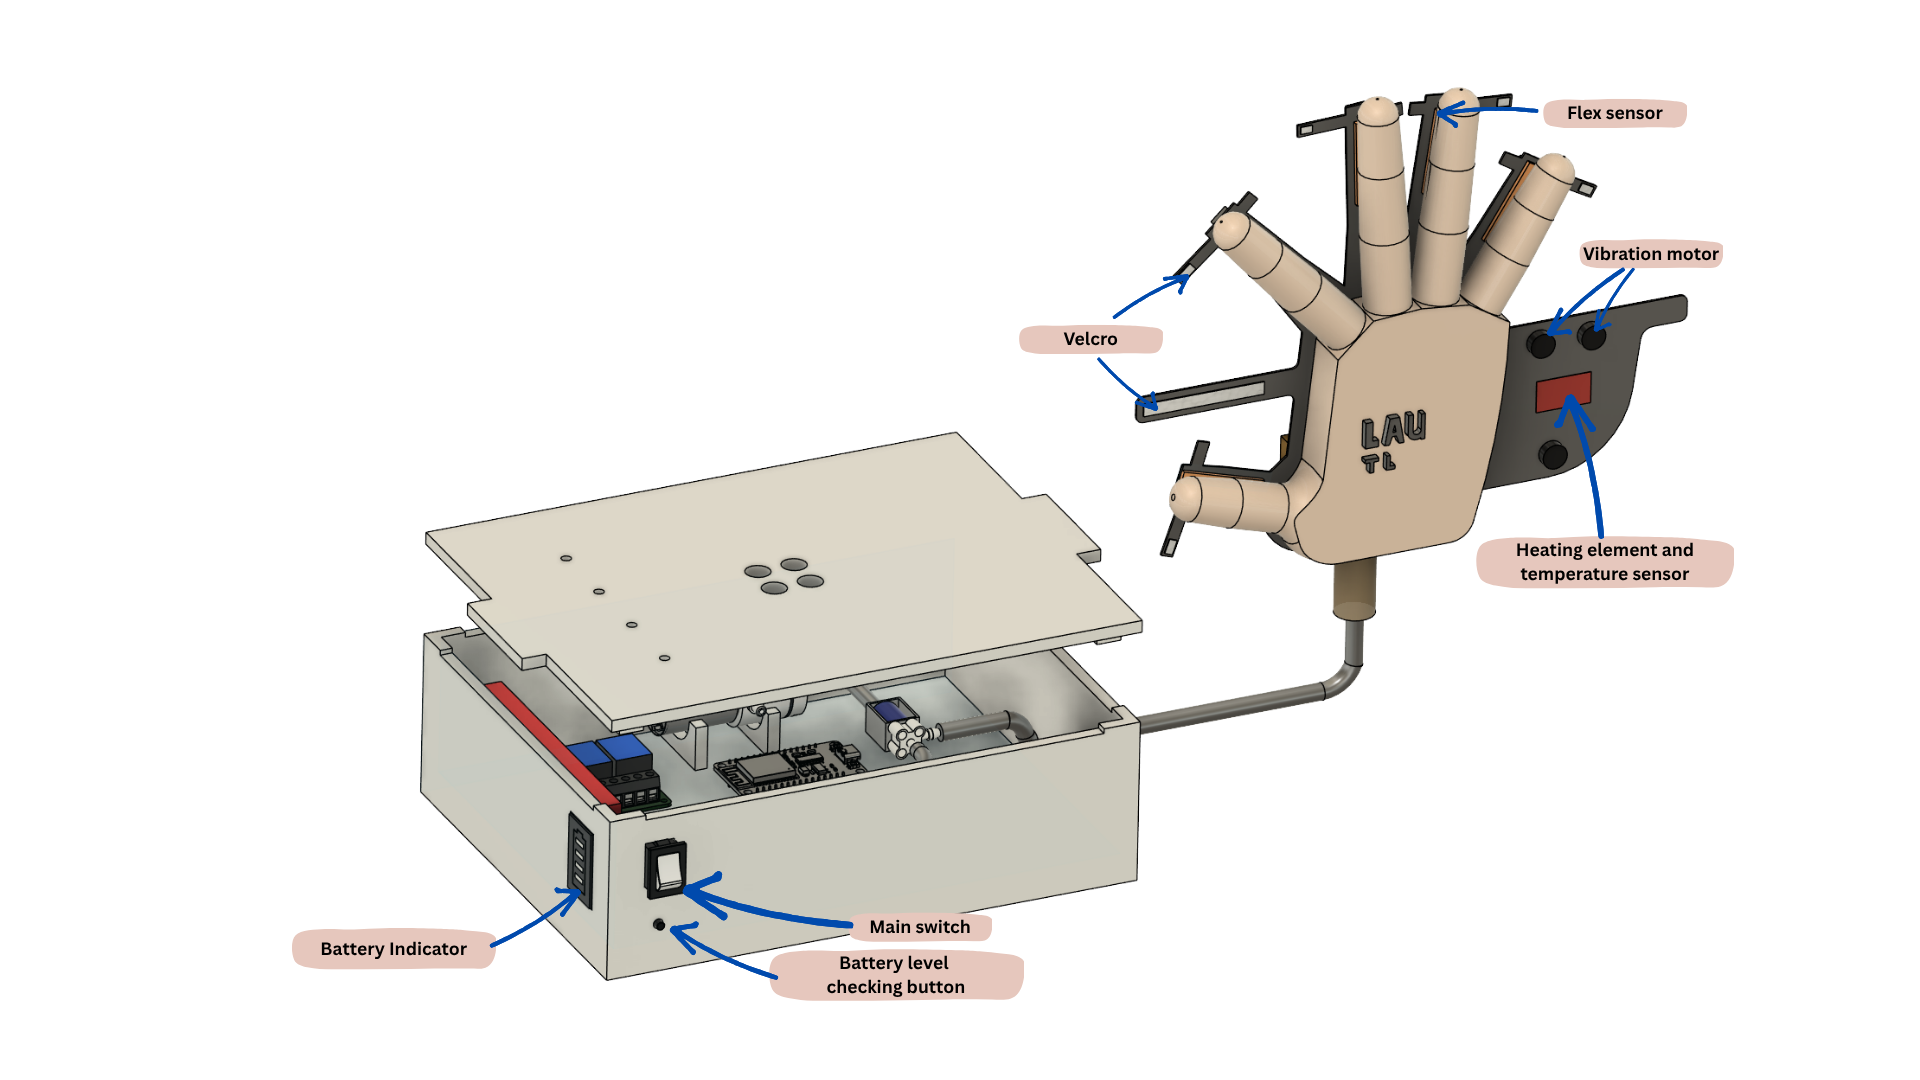 Flex sensor
Vibration motor
Velcro
LAU
TL
Heating element and
temperature sensor
Main switch
Battery Indicator
Battery level
checking button